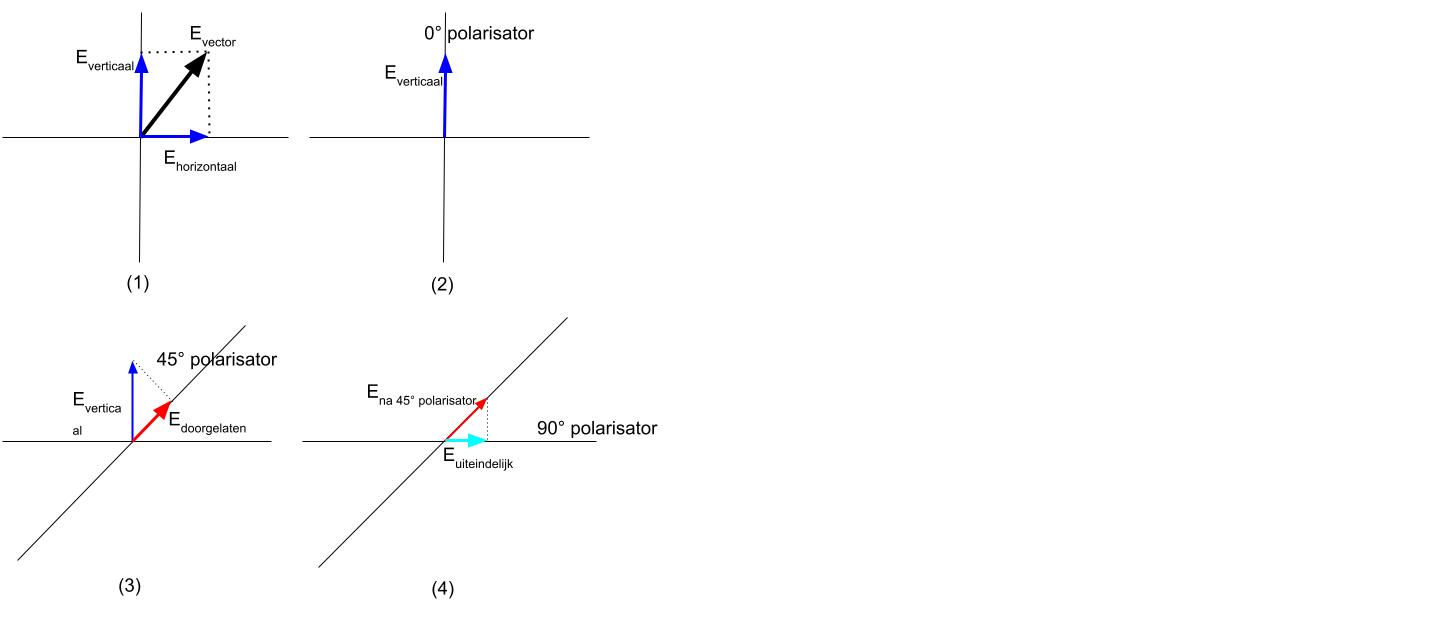 E vector
E verticaal
E horizontaal
(1)
0° polarisator
E verticaal
(2)
45° polarisator
E vertica
al
E doorgelaten
(3)
E na 45° polarisator
90° polarisator
E uiteindelijk
(4)